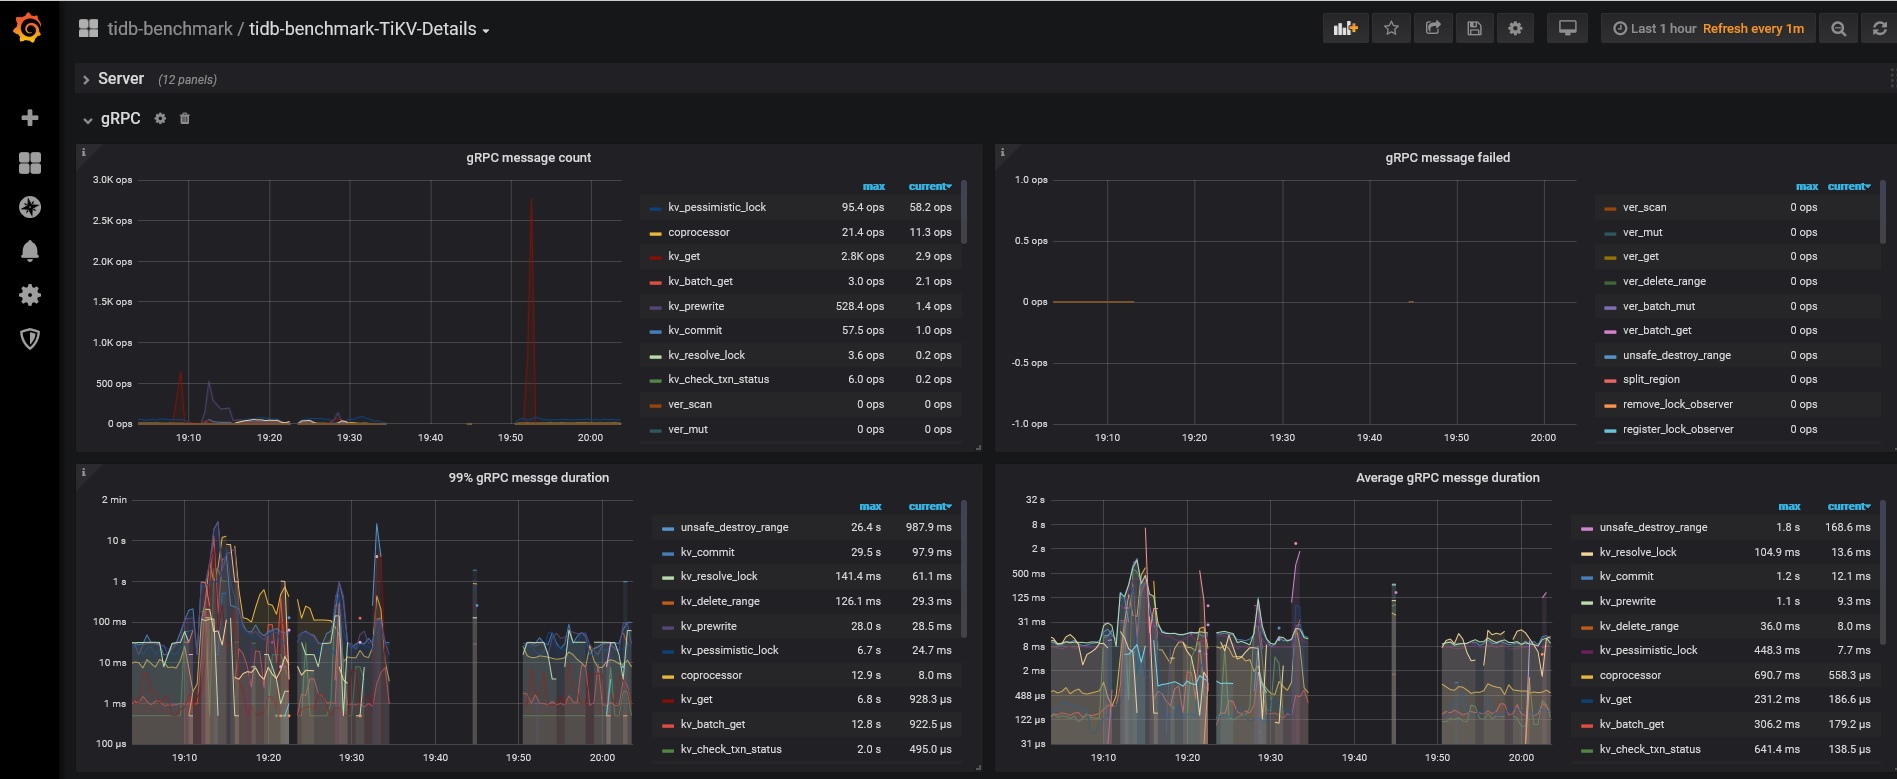 tidb-benchmark / tidb-benchmark-TiKV-Details
Last 1 hour Refresh every 1m
Server (12 panels)
gRPC
gRPC message count
3.0K ops
2.5K ops
2.0K ops
1.5K ops
1.0K ops
500 ops
0 ops
19:10 19:20 19:30 19:40 19:50 20:00
max current
kv_pessimistic_lock 95.4 ops 58.2 ops
coprocessor 21.4 ops 11.3 ops
kv_get 2.8K ops 2.9 ops
kv_batch_get 3.0 ops 2.1 ops
kv_prewrite 528.4 ops 1.4 ops
kv_commit 57.5 ops 1.0 ops
kv_resolve_lock 3.6 ops 0.2 ops
kv_check_txn_status 6.0 ops 0.2 ops
ver_scan 0 ops 0 ops
ver_mut 0 ops 0 ops
gRPC message failed
1.0 ops
0.5 ops
0 ops
-0.5 ops
-1.0 ops
19:10 19:20 19:30 19:40 19:50 20:00
max current
ver_scan 0 ops
ver_mut 0 ops
ver_get 0 ops
ver_delete_range 0 ops
ver_batch_mut 0 ops
ver_batch_get 0 ops
unsafe_destroy_range 0 ops
split_region 0 ops
remove_lock_observer 0 ops
register_lock_observer 0 ops
99% gRPC messge duration
2 min
10 s
1 s
100 ms
10 ms
1 ms
100 µs
19:10 19:20 19:30 19:40 19:50 20:00
max current
unsafe_destroy_range 26.4 s 987.9 ms
kv_commit 29.5 s 97.9 ms
kv_resolve_lock 141.4 ms 61.1 ms
kv_delete_range 126.1 ms 29.3 ms
kv_prewrite 28.0 s 28.5 ms
kv_pessimistic_lock 6.7 s 24.7 ms
coprocessor 12.9 s 8.0 ms
kv_get 6.8 s 928.3 µs
kv_batch_get 12.8 s 922.5 µs
kv_check_txn_status 2.0 s 495.0 µs
Average gRPC messge duration
32 s
8 s
2 s
500 ms
125 ms
31 ms
8 ms
2 ms
488 µs
122 µs
31 µs
19:10 19:20 19:30 19:40 19:50 20:00
max current
unsafe_destroy_range 1.8 s 168.6 ms
kv_resolve_lock 104.9 ms 13.6 ms
kv_commit 1.2 s 12.1 ms
kv_prewrite 1.1 s 9.3 ms
kv_delete_range 36.0 ms 8.0 ms
kv_pessimistic_lock 448.3 ms 7.7 ms
coprocessor 690.7 ms 558.3 µs
kv_get 231.2 ms 186.6 µs
kv_batch_get 306.2 ms 179.2 µs
kv_check_txn_status 641.4 ms 138.5 µs